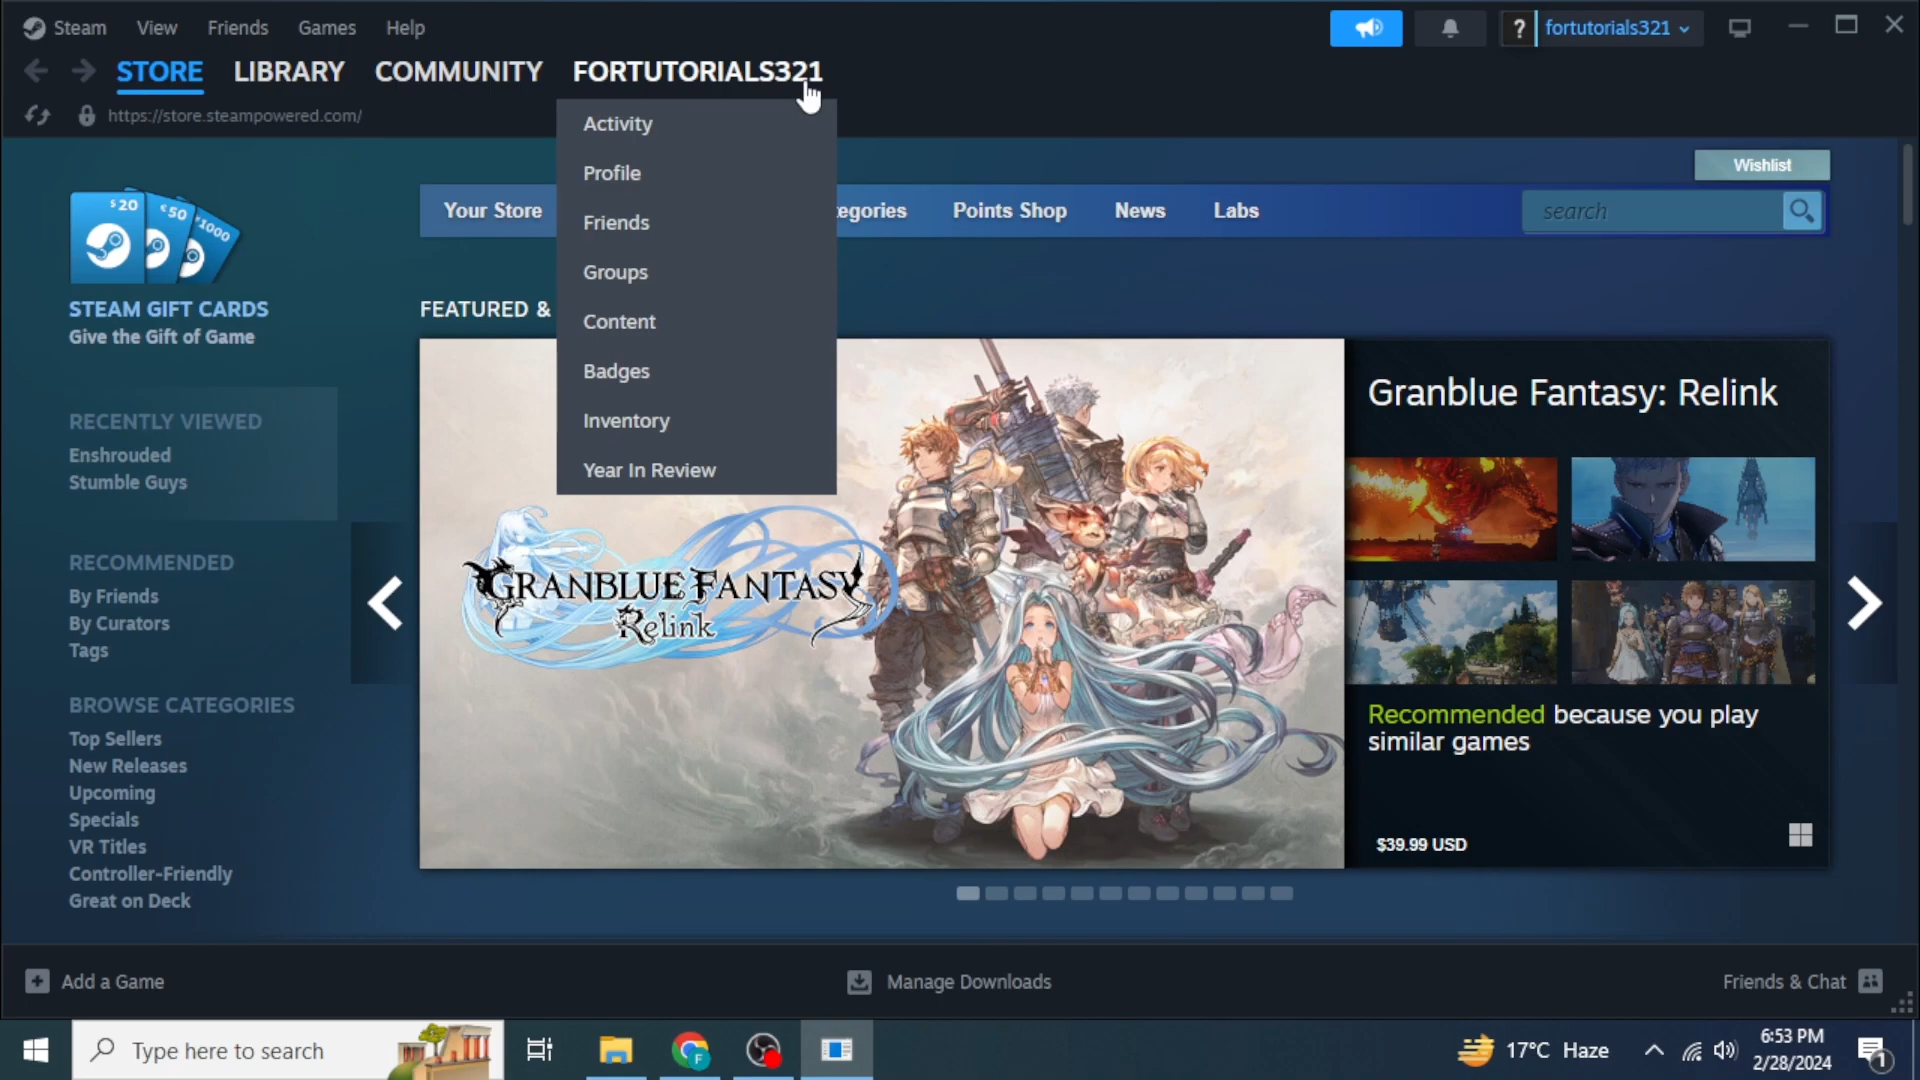 Steam View Friends Games Help
? fortutorials321
STORE LIBRARY COMMUNITY FORTUTORIALS321
https://store.steampowered.com/
Activity
Profile
Friends
Groups
Content
Badges
Inventory
Year In Review
Wishlist
Your Store egories Points Shop News Labs search
$20 €50 1000
STEAM GIFT CARDS
Give the Gift of Game
FEATURED &
RECENTLY VIEWED
Enshrouded
Stumble Guys
RECOMMENDED
By Friends
By Curators
Tags
BROWSE CATEGORIES
Top Sellers
New Releases
Upcoming
Specials
VR Titles
Controller-Friendly
Great on Deck
GRANBLUE FANTASY
Relink
Granblue Fantasy: Relink
Recommended because you play
similar games
$39.99 USD
Add a Game Manage Downloads Friends & Chat
Type here to search
F
17°C Haze
6:53 PM
2/28/2024
1